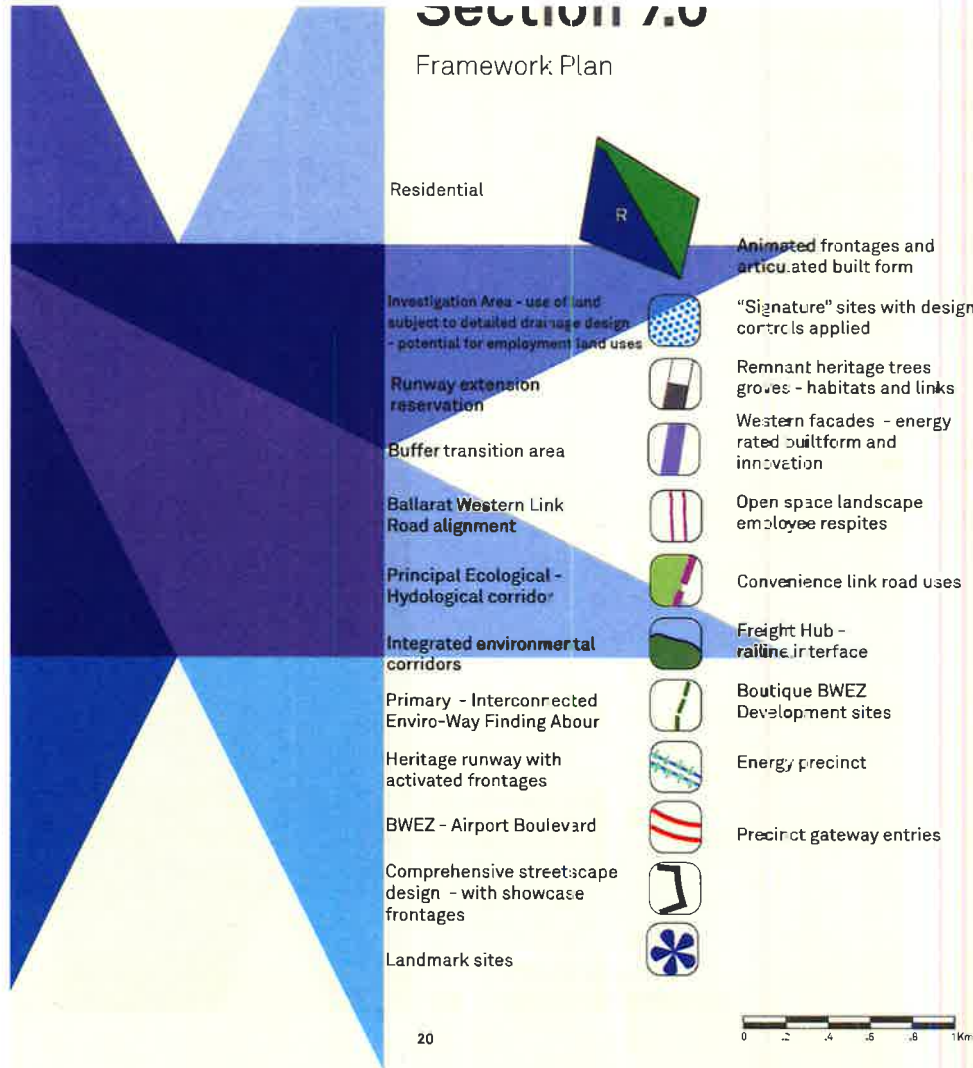 Section 7.0
Framework Plan
Residential
R
Investigation Area - use of land
subject to detailed drainage design
- potential for employment land uses
Runway extension
reservation
Buffer transition area
Ballarat Western Link
Road alignment
Principal Ecological -
Hydological corridor
Integrated environmental
corridors
Primary - Interconnected
Enviro-Way Finding Abour
Heritage runway with
activated frontages
BWEZ - Airport Boulevard
Comprehensive streetscape
design - with showcase
frontages
Landmark sites
Animated frontages and
articulated built form
"Signature" sites with design
controls applied
Remnant heritage trees
groves - habitats and links
Western facades - energy
rated builtform and
innovation
Open space landscape
employee respites
Convenience link road uses
Freight Hub -
railine interface
Boutique BWEZ
Development sites
Energy precinct
Precinct gateway entries
20
0 .2 .4 .6 .8 1Km